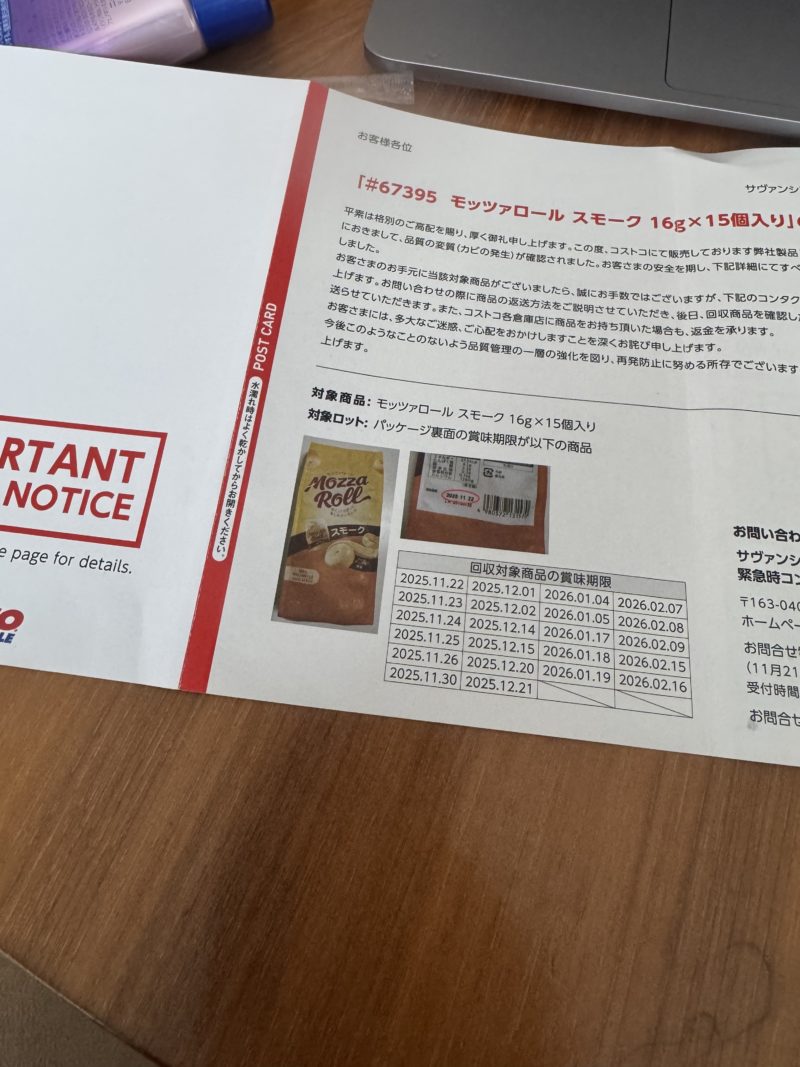 RTANT
NOTICE
e page for details.
O
LE
POST CARD
水濡れ時はよく乾かしてからお開きください。
お客様各位
サヴァンシ
「#67395 モッツァロール スモーク 16g×15個入り」
平素は格別のご高配を賜り、厚く御礼申し上げます。この度、コストコにて販売しております弊社製品
におきまして、品質の変質(カビの発生)が確認されました。お客さまの安全を期し、下記詳細にてすべ
しました。
お客さまのお手元に当該対象商品がございましたら、誠にお手数ではございますが、下記のコンタク
上げます。お問い合わせの際に商品の返送方法をご説明させていただき、後日、回収商品を確認した
送らせていただきます。また、コストコ各倉庫店に商品をお持ち頂いた場合も、返金を承ります。
お客さまには、多大なご迷惑、ご心配をおかけしますことを深くお詫び申し上げます。
今後このようなことのないよう品質管理の一層の強化を図り、再発防止に努める所存でございます
上げます。
対象商品: モッツァロール スモーク 16g×15個入り
対象ロット: パッケージ裏面の賞味期限が以下の商品
Mozza
Roll
スモーク
回収対象商品の賞味期限
2025.11.22 2025.12.01 2026.01.04 2026.02.07
2025.11.23 2025.12.02 2026.01.05 2026.02.08
2025.11.24 2025.12.14 2026.01.17 2026.02.09
2025.11.25 2025.12.15 2026.01.18 2026.02.15
2025.11.26 2025.12.20 2026.01.19 2026.02.16
2025.11.30 2025.12.21
お問い合わ
サヴァンシ
緊急時コン
〒163-040
ホームペー
お問合せ
(11月21
受付時間
お問合せ